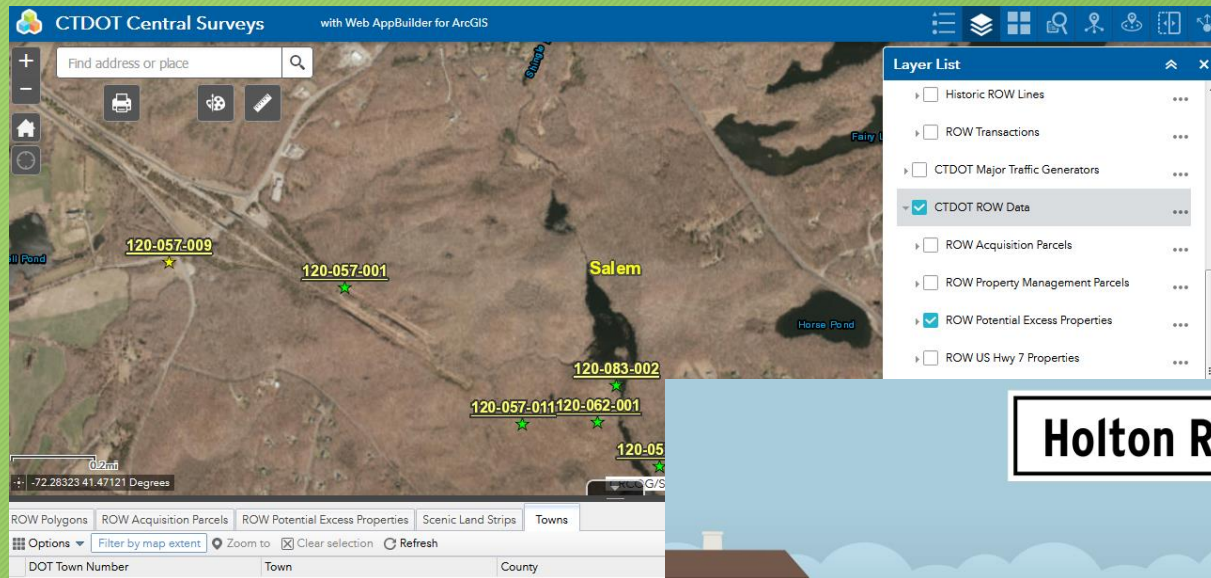 CTDOT Central Surveys with Web AppBuilder for ArcGIS
Find address or place
Layer List
Historic ROW Lines
ROW Transactions
CTDOT Major Traffic Generators
CTDOT ROW Data
ROW Acquisition Parcels
ROW Property Management Parcels
ROW Potential Excess Properties
ROW US Hwy 7 Properties
Shingle
Fairy L
120-057-009
120-057-001
Salem
Pond
Horse Pond
120-083-002
120-057-011
120-062-001
120-05
0.2mi
-72.28323 41.47121 Degrees
Holton R
ROW Polygons ROW Acquisition Parcels ROW Potential Excess Properties Scenic Land Strips Towns
Options Filter by map extent Zoom to Clear selection Refresh
DOT Town Number Town County